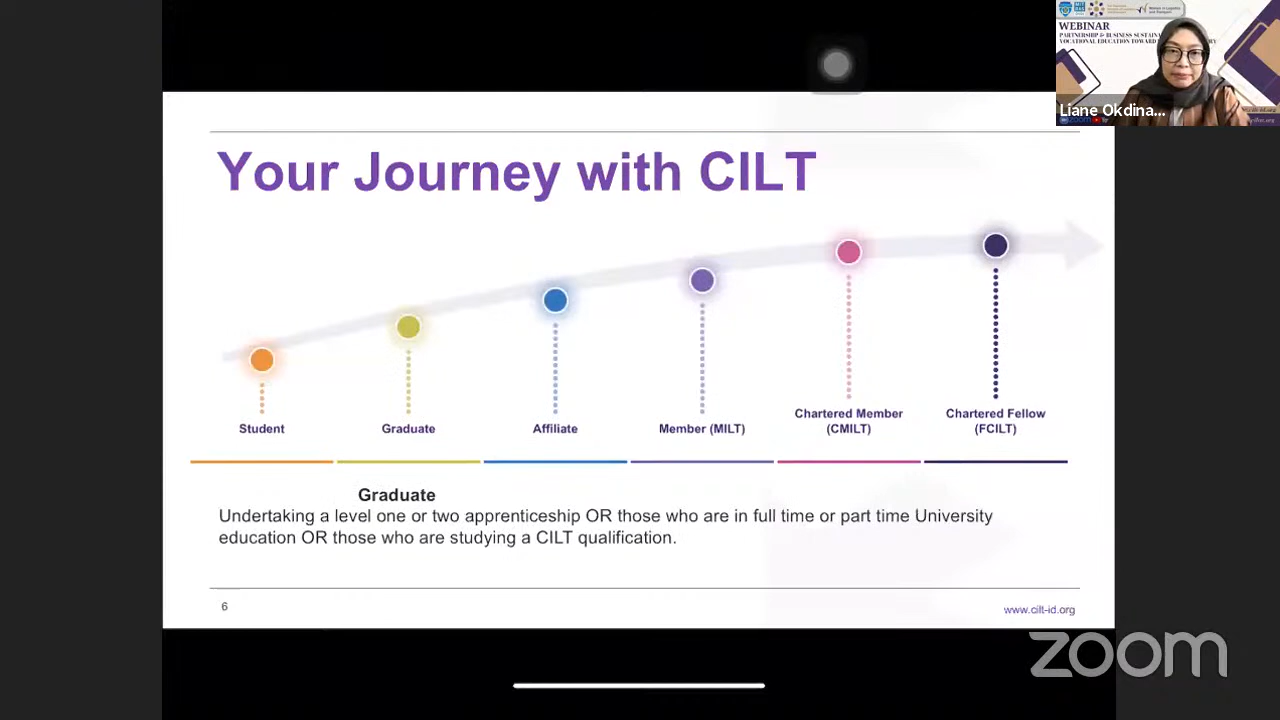 WEBINAR
Liane Okdina...
Your Journey with CILT
Student
Graduate
Affiliate
Member (MILT)
Chartered Member
(CMILT)
Chartered Fellow
(FCILT)
Graduate
Undertaking a level one or two apprenticeship OR those who are in full time or part time University
education OR those who are studying a CILT qualification.
6
www.cilt-id.org
zoom